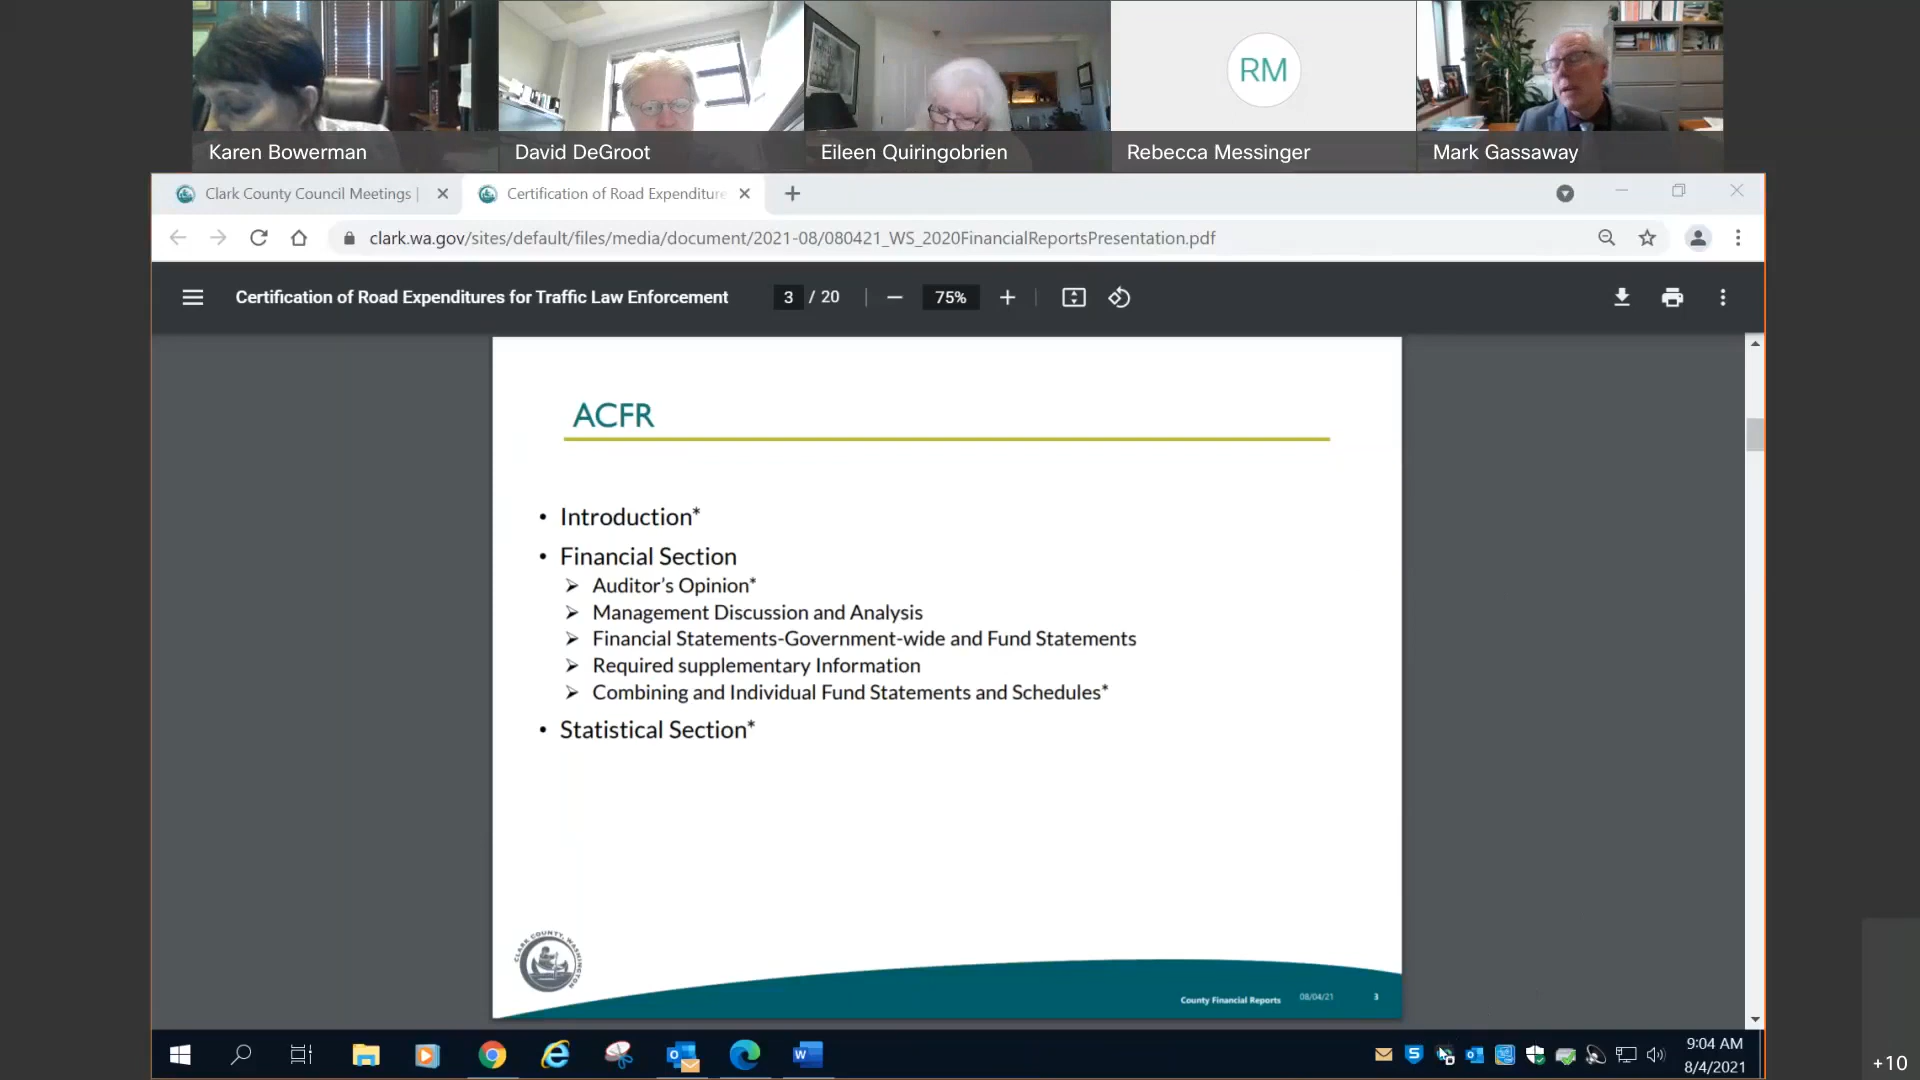 Karen Bowerman
David DeGroot
Eileen Quiringobrien
RM
Rebecca Messinger
Mark Gassaway
Clark County Council Meetings |
Certification of Road Expenditure
clark.wa.gov/sites/default/files/media/document/2021-08/080421_WS_2020FinancialReportsPresentation.pdf
Certification of Road Expenditures for Traffic Law Enforcement
3 / 20
75%
ACFR
• Introduction*
• Financial Section
➢ Auditor's Opinion*
➢ Management Discussion and Analysis
➢ Financial Statements-Government-wide and Fund Statements
➢ Required supplementary Information
➢ Combining and Individual Fund Statements and Schedules*
• Statistical Section*
CLARK COUNTY, WASHINGTON
County Financial Reports 08/04/21 3
9:04 AM
8/4/2021
+10